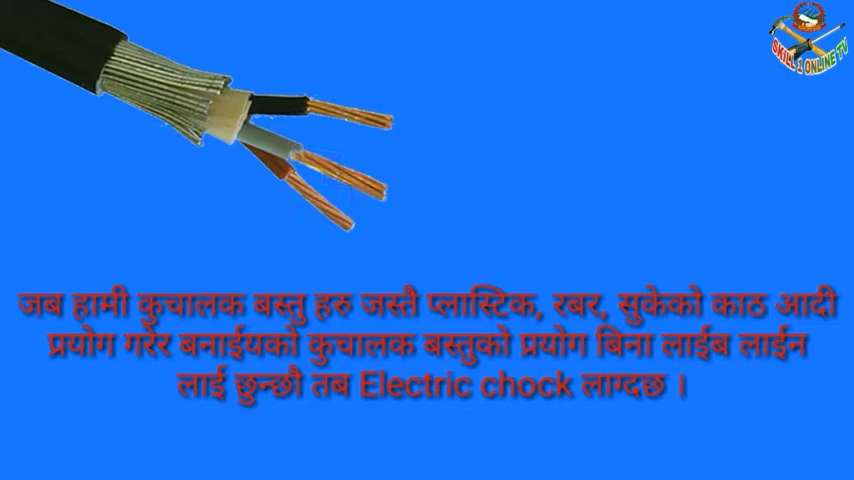 SKILL 1 ONLINE TV
जब हामी कुचालक बस्तु हरु जस्तै प्लास्टिक, रबर, सुकेको काठ आदी
प्रयोग गरेर बनाईयको कुचालक बस्तुको प्रयोग बिना लाईब लाईन
लाई छुन्छौ तब Electric chock लाग्दछ ।